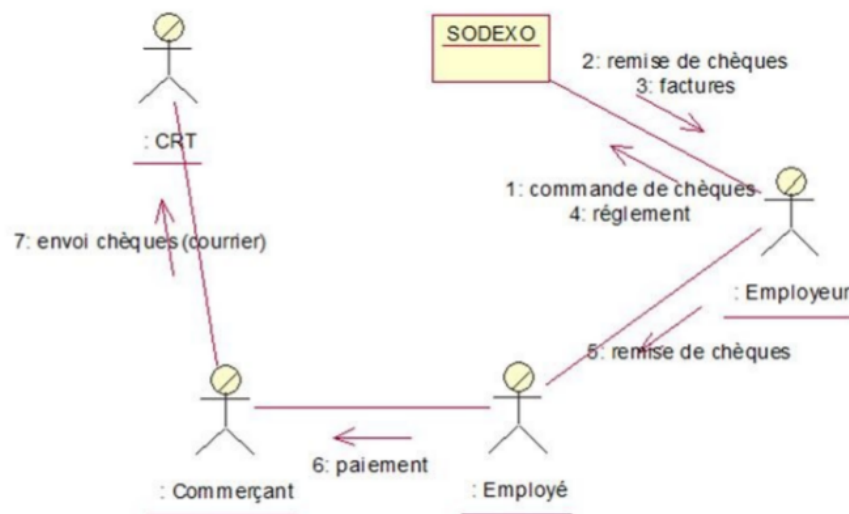 SODEXO
2: remise de chèques
3: factures
: CRT
1: commande de chèques
4: réglement
7: envoi chèques (courrier)
: Employeur
5: remise de chèques
6: paiement
: Commerçant
: Employé